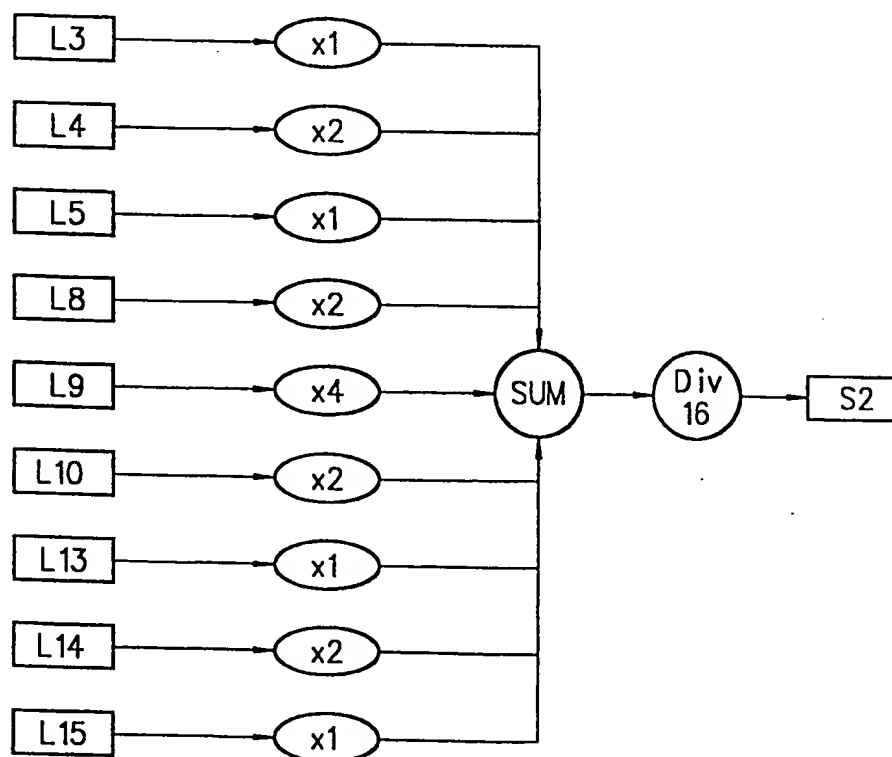 L3 x1
L4 x2
L5 x1
L8 x2
L9 x4 SUM Div 16 S2
L10 x2
L13 x1
L14 x2
L15 x1